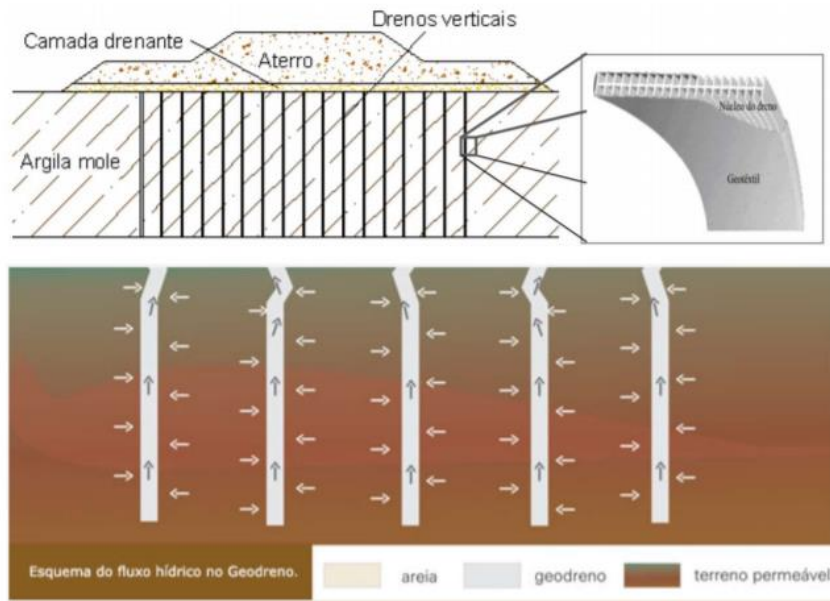 Drenos verticais
Camada drenante
Aterro
Núcleo do dreno
Argila mole
Geotêxtil
Esquema do fluxo hídrico no Geodreno.
areia
geodreno
terreno permeável